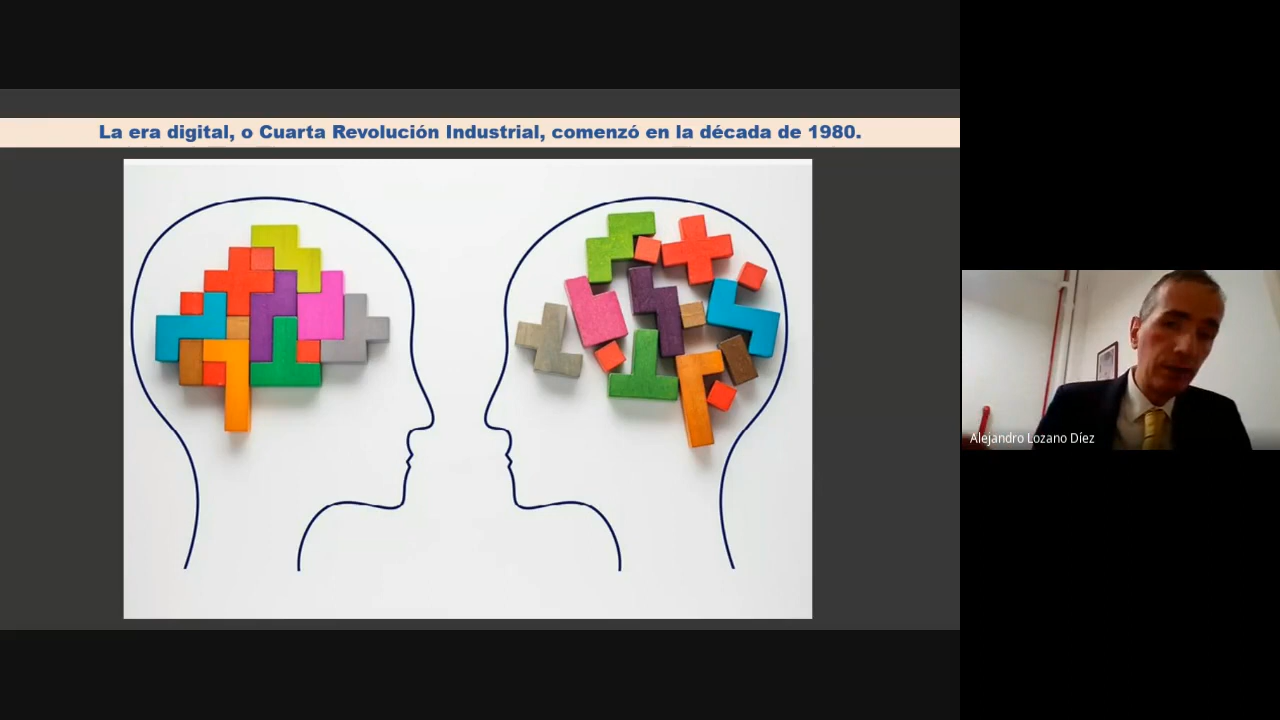 La era digital, o Cuarta Revolución Industrial, comenzó en la década de 1980.
Alejandro Lozano Díez